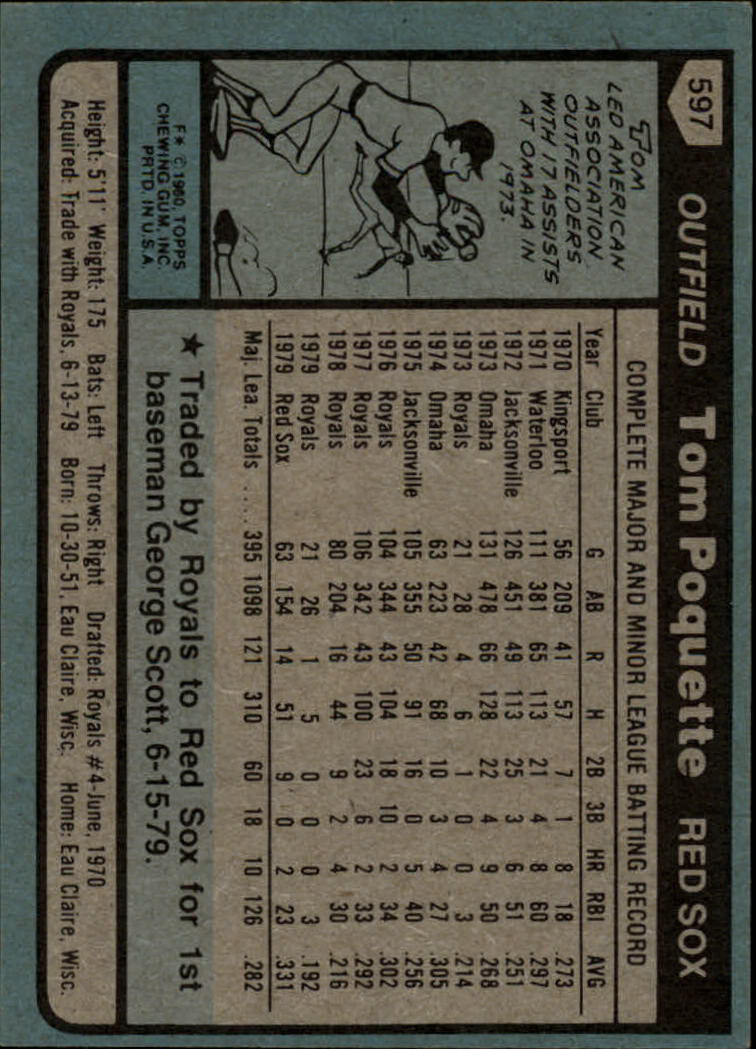 597 OUTFIELD Tom Poquette RED SOX
TOM
LED AMERICAN
ASSOCIATION
OUTFIELDERS
WITH 17 ASSISTS
AT OMAHA IN
1973.
F* © 1980, TOPPS
CHEWING GUM, INC.
PRTD. IN U.S.A.
COMPLETE MAJOR AND MINOR LEAGUE BATTING RECORD
Year Club G AB R H 2B 3B HR RBI AVG
1970 Kingsport 56 209 41 57 7 1 8 18 .273
1971 Waterloo 111 381 65 113 21 4 8 60 .297
1972 Jacksonville 126 451 49 113 25 3 6 51 .251
1973 Omaha 131 478 66 128 22 4 9 50 .268
1973 Royals 21 28 4 6 1 0 0 3 .214
1974 Omaha 63 223 42 68 10 3 4 27 .305
1975 Jacksonville 105 355 50 91 16 0 5 40 .256
1976 Royals 104 344 43 104 18 10 2 34 .302
1977 Royals 106 342 43 100 23 6 2 33 .292
1978 Royals 80 204 16 44 9 2 4 30 .216
1979 Royals 21 26 1 5 0 0 0 3 .192
1979 Red Sox 63 154 14 51 9 0 2 23 .331
Maj. Lea. Totals .... 395 1098 121 310 60 18 10 126 .282
★ Traded by Royals to Red Sox for 1st
baseman George Scott, 6-15-79.
Height: 5'11' Weight: 175 Bats: Left Throws: Right Drafted: Royals #4-June, 1970
Acquired: Trade with Royals, 6-13-79 Born: 10-30-51, Eau Claire, Wisc. Home: Eau Claire, Wisc.